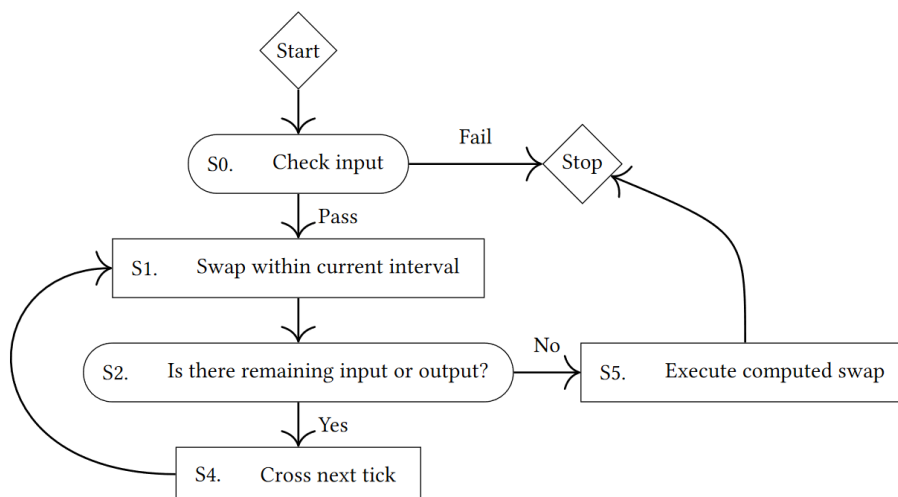 Start
Fail
S0. Check input
Stop
Pass
S1. Swap within current interval
No
S2. Is there remaining input or output?
S5. Execute computed swap
Yes
S4. Cross next tick